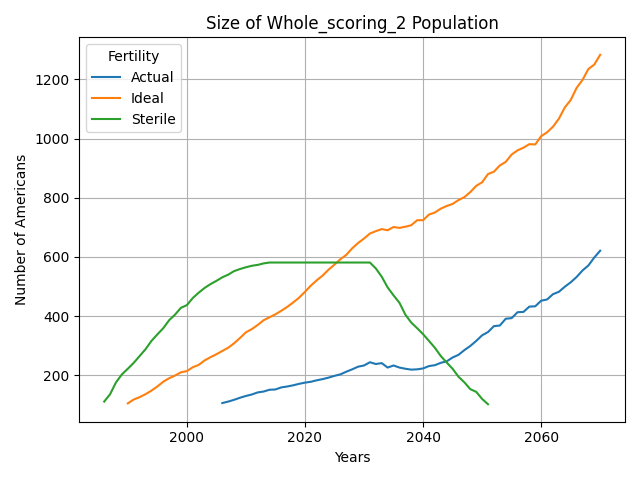 Size of Whole_scoring_2 Population
Fertility
Actual
Ideal
Sterile
Number of Americans
1200
1000
800
600
400
200
2000
2020
2040
2060
Years